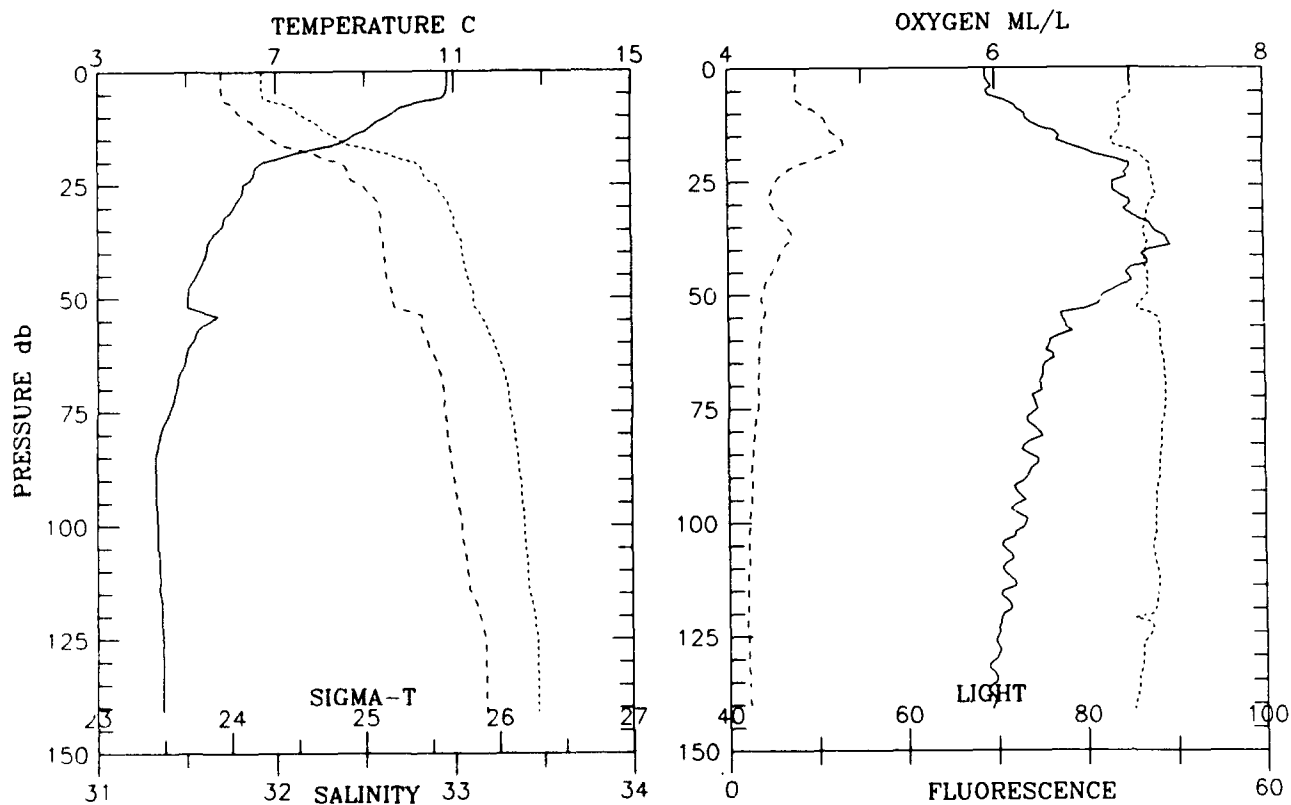 TEMPERATURE C
3 7 11 15
0
25
50
75
100
125
150
PRESSURE db
SIGMA-T
23 24 25 26 27
31 32 33 34
SALINITY
OXYGEN ML/L
4 6 8
0
25
50
75
100
125
150
LIGHT
40 60 80 100
0 20 40 60
FLUORESCENCE